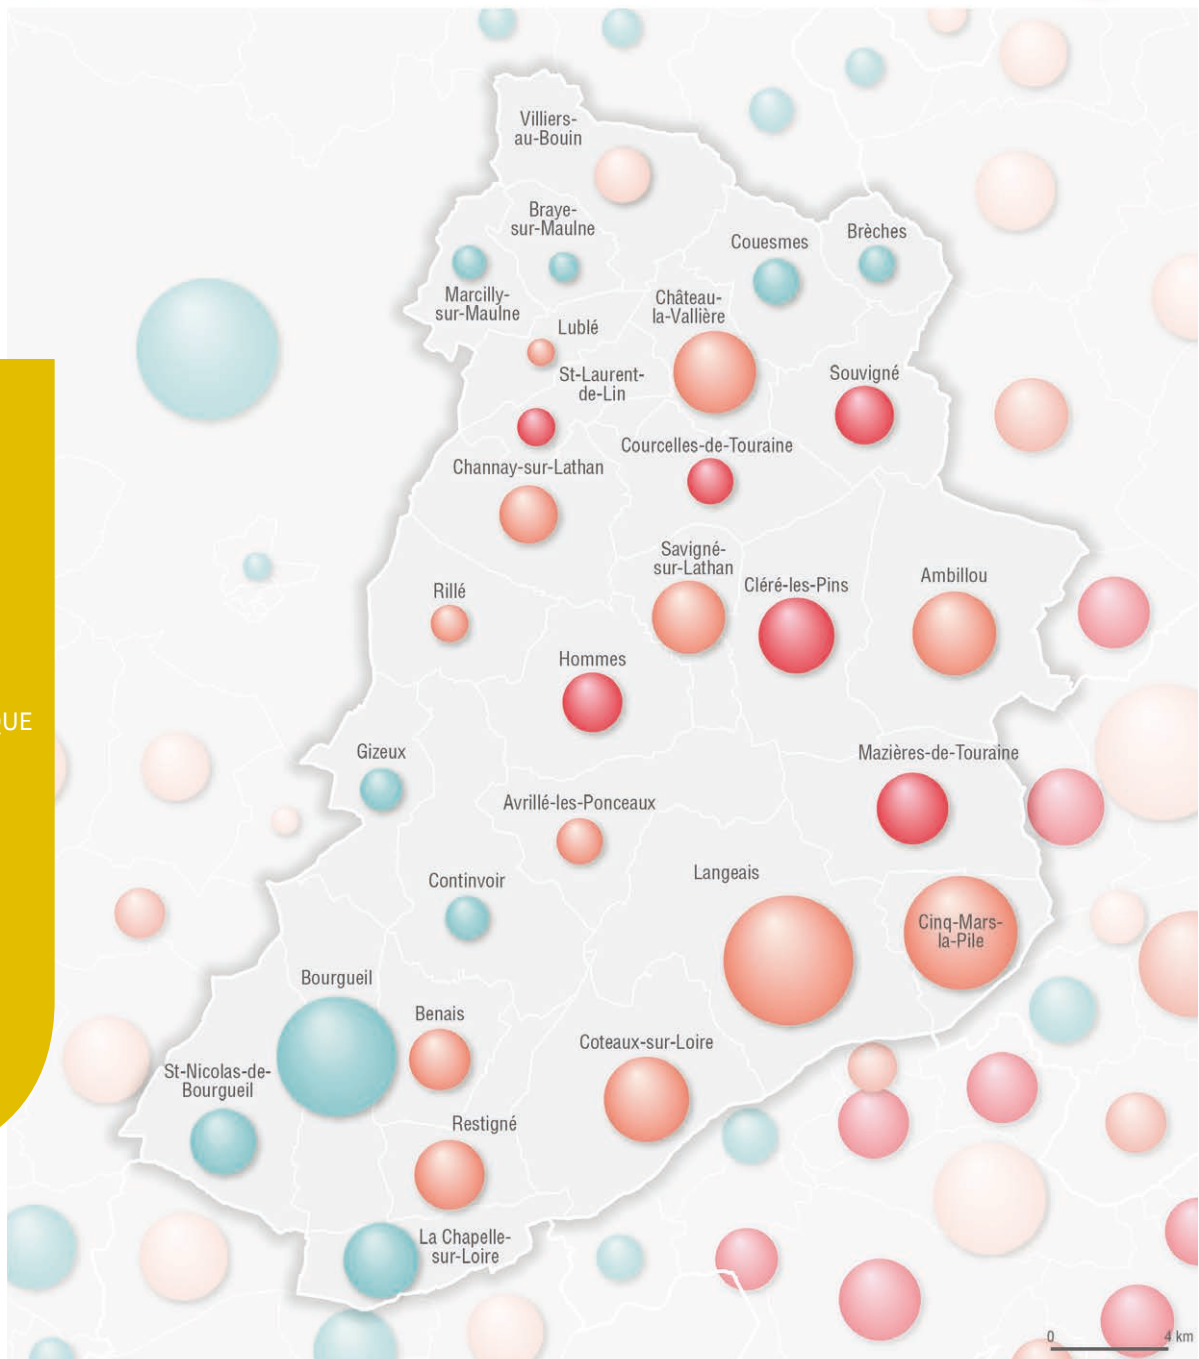 Villiers-
au-Bouin
Braye-
sur-Maulne
Couesmes
Brèches
Marcilly-
sur-Maulne
Château-
la-Vallière
Lublé
St-Laurent-
de-Lin
Souvigné
Courcelles-de-Touraine
Channay-sur-Lathan
Savigné-
sur-Lathan
Cléré-les-Pins
Ambillou
Rillé
Hommes
QUE
Gizeux
Mazières-de-Touraine
Avrillé-les-Ponceaux
Langeais
Continvoir
Cinq-Mars-
la-Pile
Bourgueil
Benais
Coteaux-sur-Loire
St-Nicolas-de-
Bourgueil
Restigné
La Chapelle-
sur-Loire
0 4 km